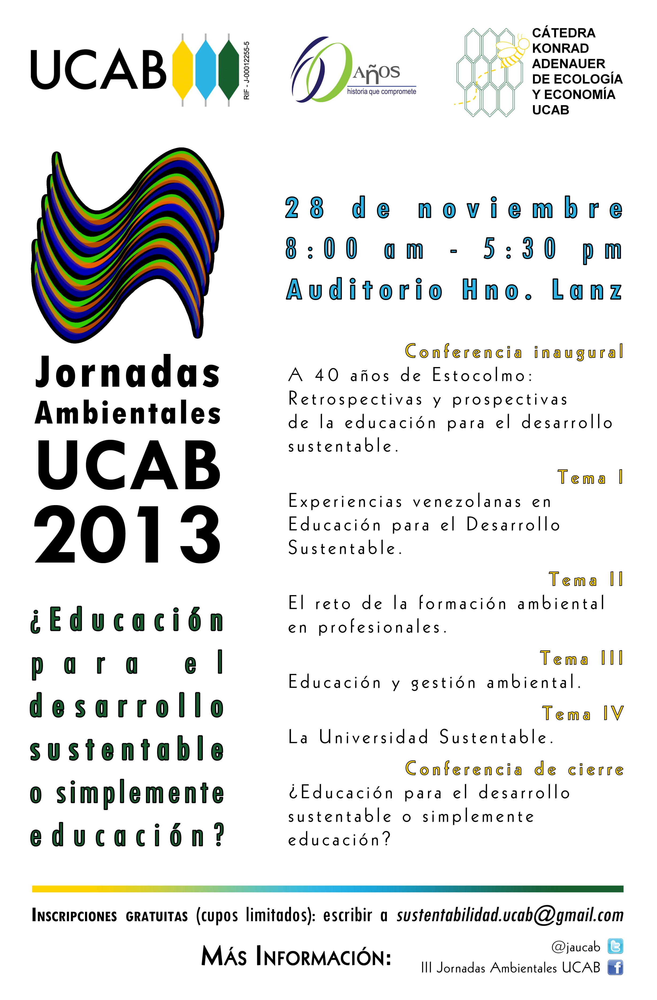 UCAB
RIF - J-00012255-5
60 Años
historia que compromete
CÁTEDRA
KONRAD
ADENAUER
DE ECOLOGÍA
Y ECONOMÍA
UCAB
Jornadas
Ambientales
UCAB
2013
¿Educación
para el
desarrollo
sustentable
o simplemente
educación?
28 de noviembre
8:00 am - 5:30 pm
Auditorio Hno. Lanz
Conferencia inaugural
A 40 años de Estocolmo:
Retrospectivas y prospectivas
de la educación para el desarrollo
sustentable.
Tema I
Experiencias venezolanas en
Educación para el Desarrollo
Sustentable.
Tema II
El reto de la formación ambiental
en profesionales.
Tema III
Educación y gestión ambiental.
Tema IV
La Universidad Sustentable.
Conferencia de cierre
¿Educación para el desarrollo
sustentable o simplemente
educación?
INSCRIPCIONES GRATUITAS (cupos limitados): escribir a sustentabilidad.ucab@gmail.com
MÁS INFORMACIÓN:
@jaucab
III Jornadas Ambientales UCAB